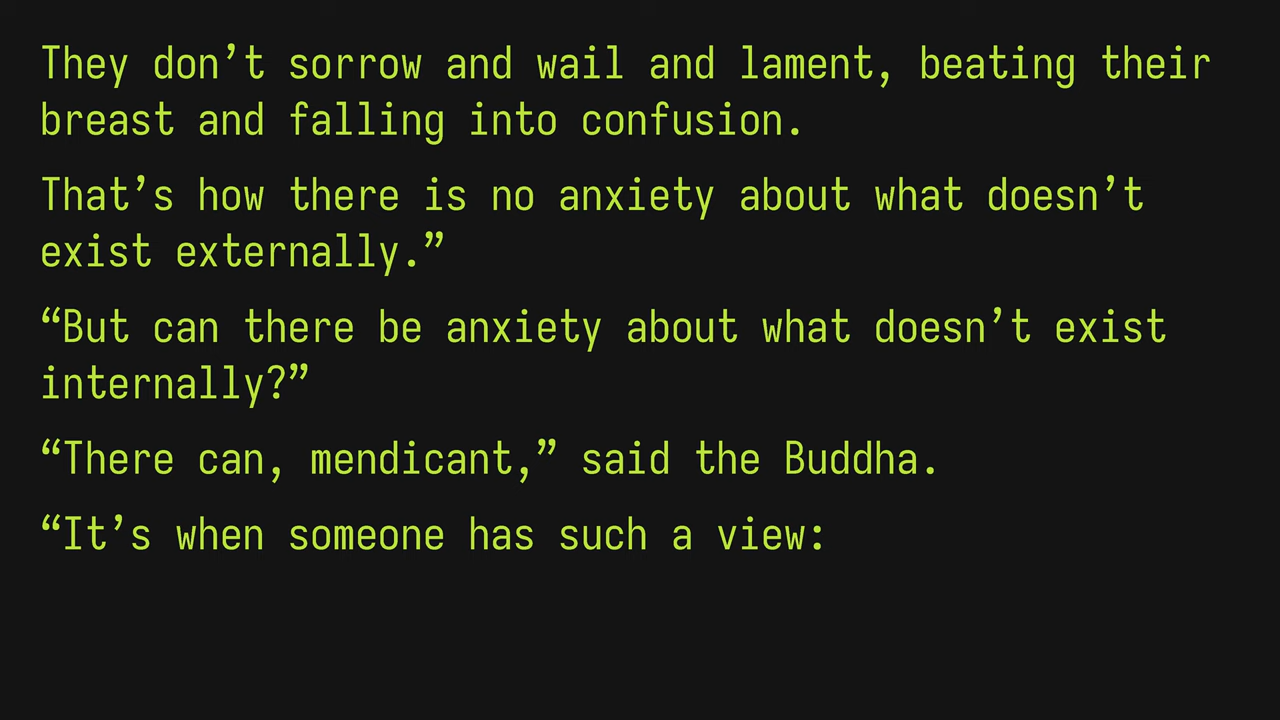 They don’t sorrow and wail and lament, beating their
breast and falling into confusion.
That’s how there is no anxiety about what doesn’t
exist externally.”
“But can there be anxiety about what doesn’t exist
internally?”
“There can, mendicant,” said the Buddha.
“It’s when someone has such a view: